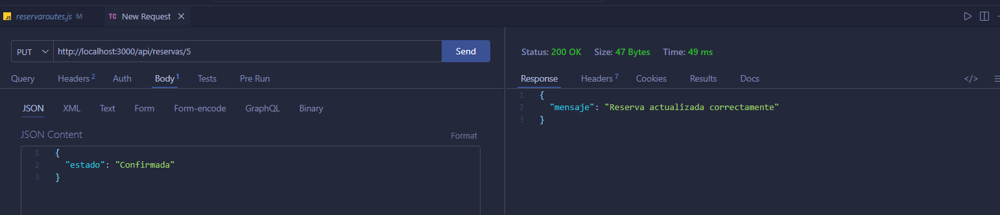 JS reservaroutes.js M
TC New Request
PUT http://localhost:3000/api/reservas/5 Send
Query Headers 2 Auth Body 1 Tests Pre Run
JSON XML Text Form Form-encode GraphQL Binary
JSON Content
Format
1 {
2 "estado": "Confirmada"
3 }
Status: 200 OK Size: 47 Bytes Time: 49 ms
Response Headers 7 Cookies Results Docs </>
1 {
2 "mensaje": "Reserva actualizada correctamente"
3 }